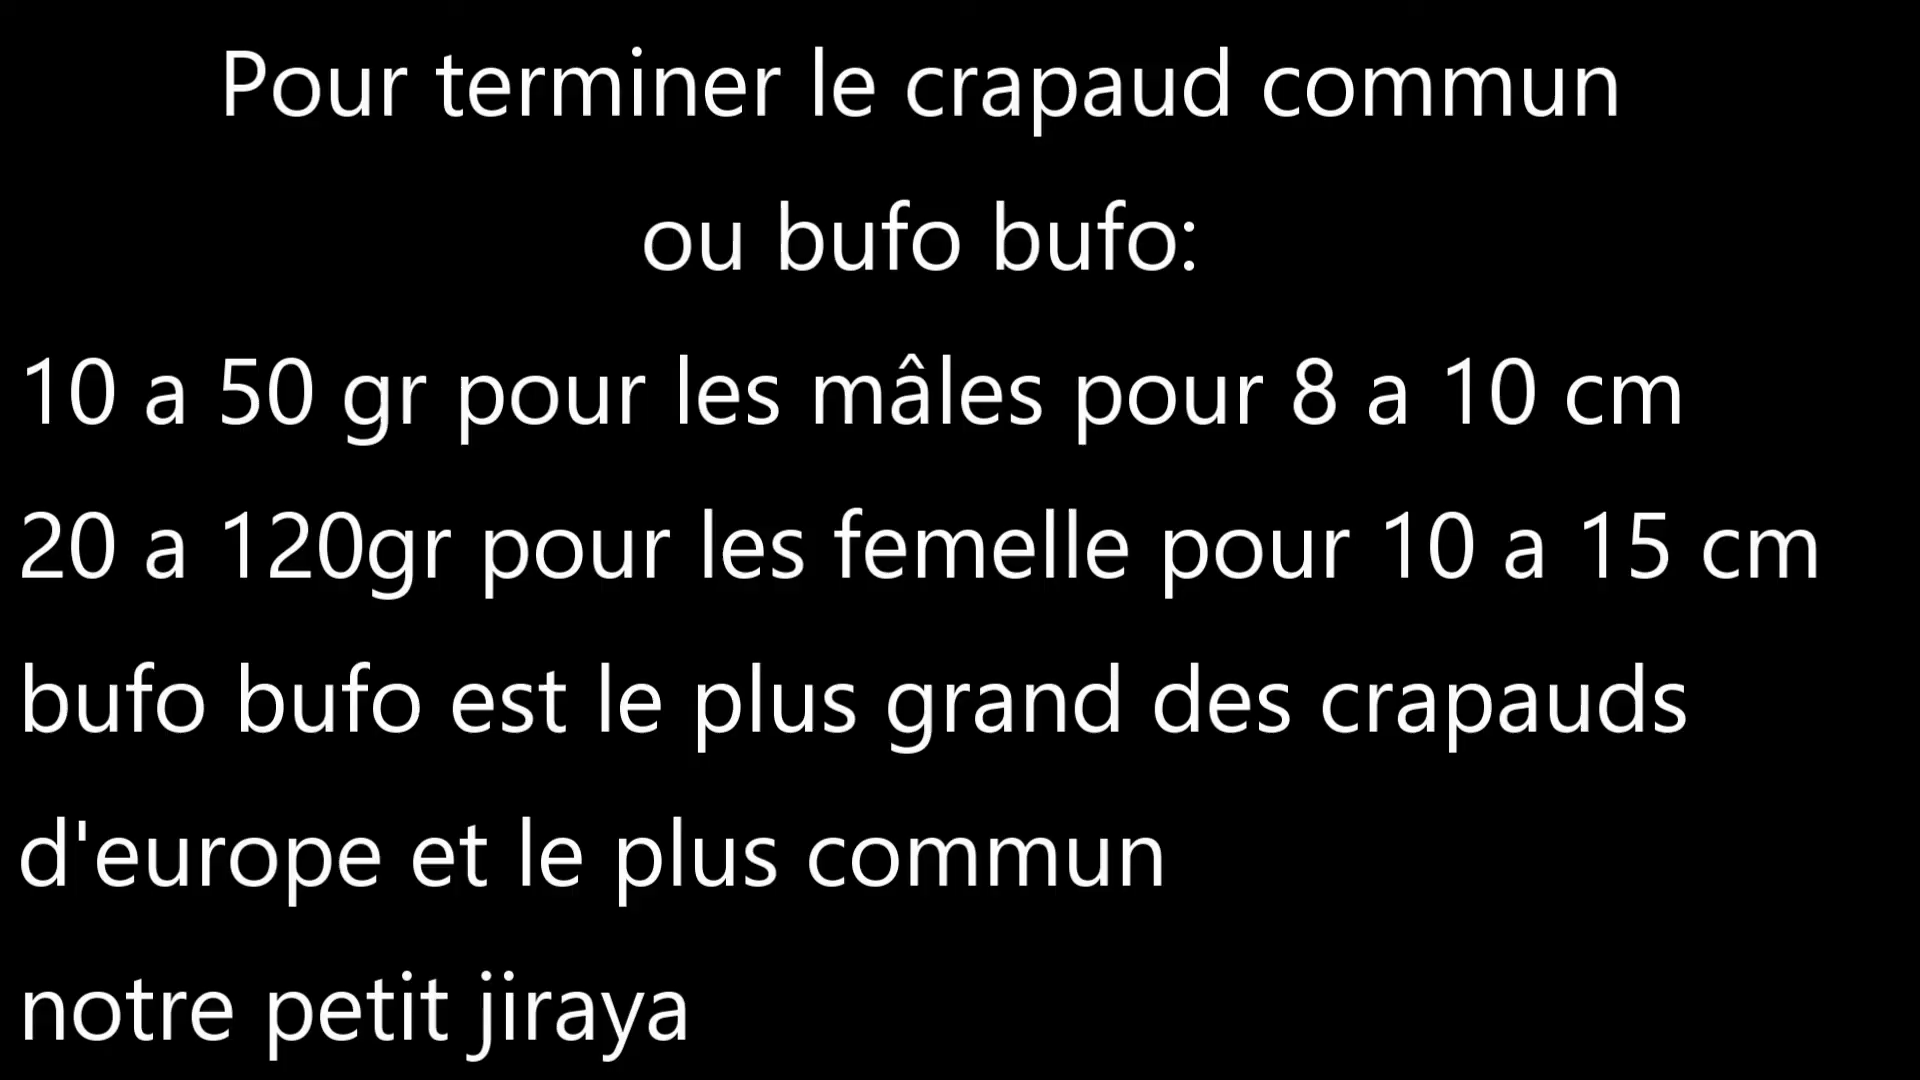 Pour terminer le crapaud commun
ou bufo bufo:
10 a 50 gr pour les mâles pour 8 a 10 cm
20 a 120gr pour les femelle pour 10 a 15 cm
bufo bufo est le plus grand des crapauds
d'europe et le plus commun
notre petit jiraya